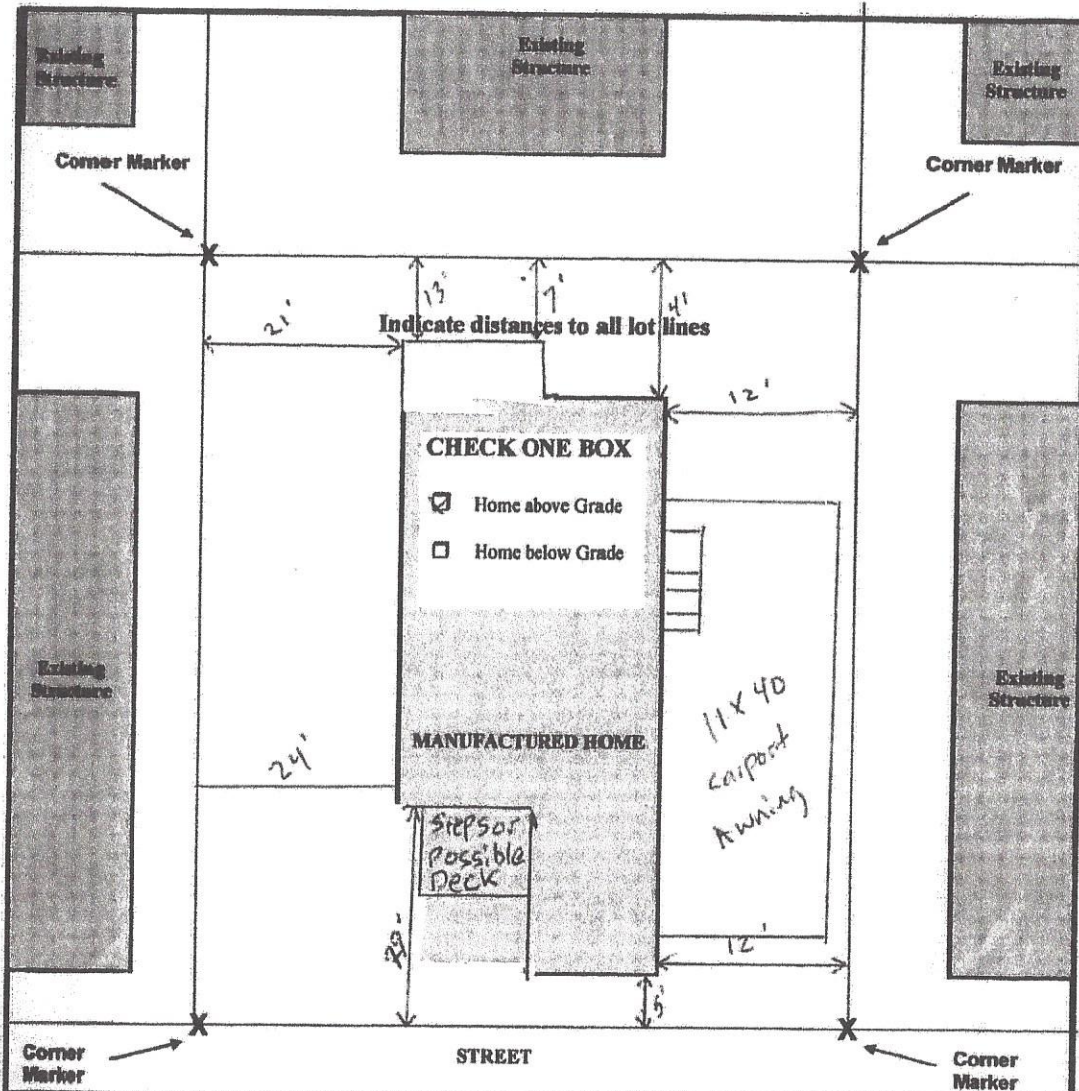 Existing
Structure
Existing
Structure
Existing
Structure
Corner Marker
Corner Marker
13'
7'
4'
21'
Indicate distances to all lot lines
12'
CHECK ONE BOX
Home above Grade
Home below Grade
Existing
Structure
Existing
Structure
11 x 40
carport
Awning
MANUFACTURED HOME
24'
Steps or
Possible
Deck
12'
5'
Corner
Marker
STREET
Corner
Marker